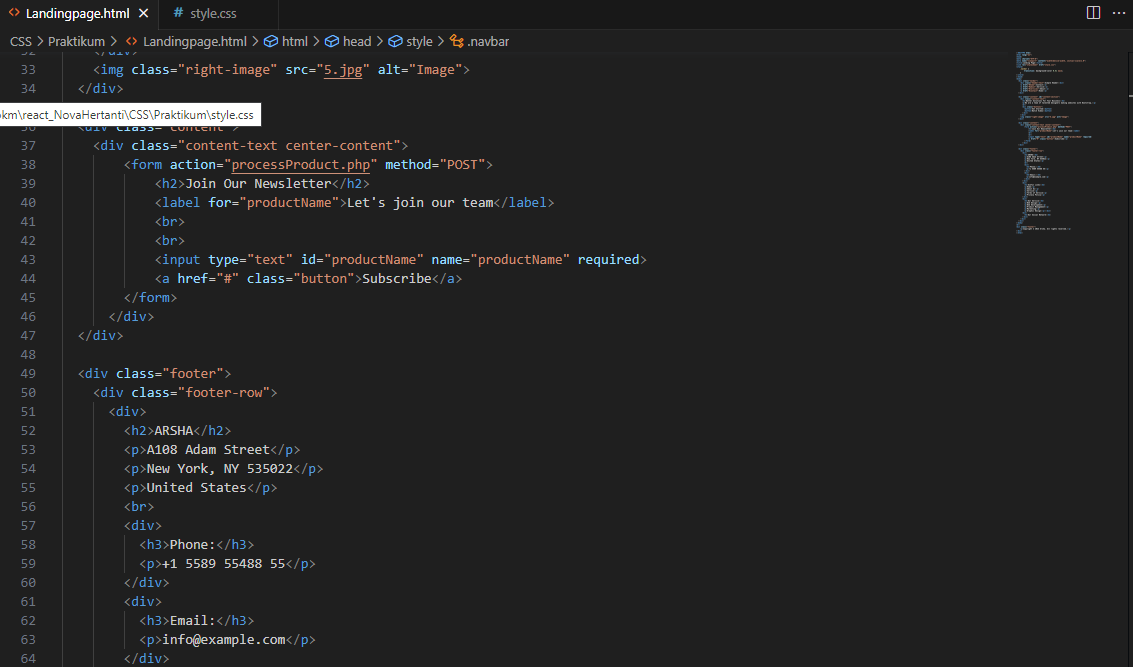 Landingpage.html
style.css
CSS > Praktikum > Landingpage.html > html > head > style > .navbar
32 </div>
33 <img class="right-image" src="5.jpg" alt="Image">
34 </div>
okm\react_NovaHertanti\CSS\Praktikum\style.css
36 <div class="content">
37 <div class="content-text center-content">
38 <form action="processProduct.php" method="POST">
39 <h2>Join Our Newsletter</h2>
40 <label for="productName">Let's join our team</label>
41 <br>
42 <br>
43 <input type="text" id="productName" name="productName" required>
44 <a href="#" class="button">Subscribe</a>
45 </form>
46 </div>
47 </div>
48
49 <div class="footer">
50 <div class="footer-row">
51 <div>
52 <h2>ARSHA</h2>
53 <p>A108 Adam Street</p>
54 <p>New York, NY 535022</p>
55 <p>United States</p>
56 <br>
57 <div>
58 <h3>Phone:</h3>
59 <p>+1 5589 55488 55</p>
60 </div>
61 <div>
62 <h3>Email:</h3>
63 <p>info@example.com</p>
64 </div>